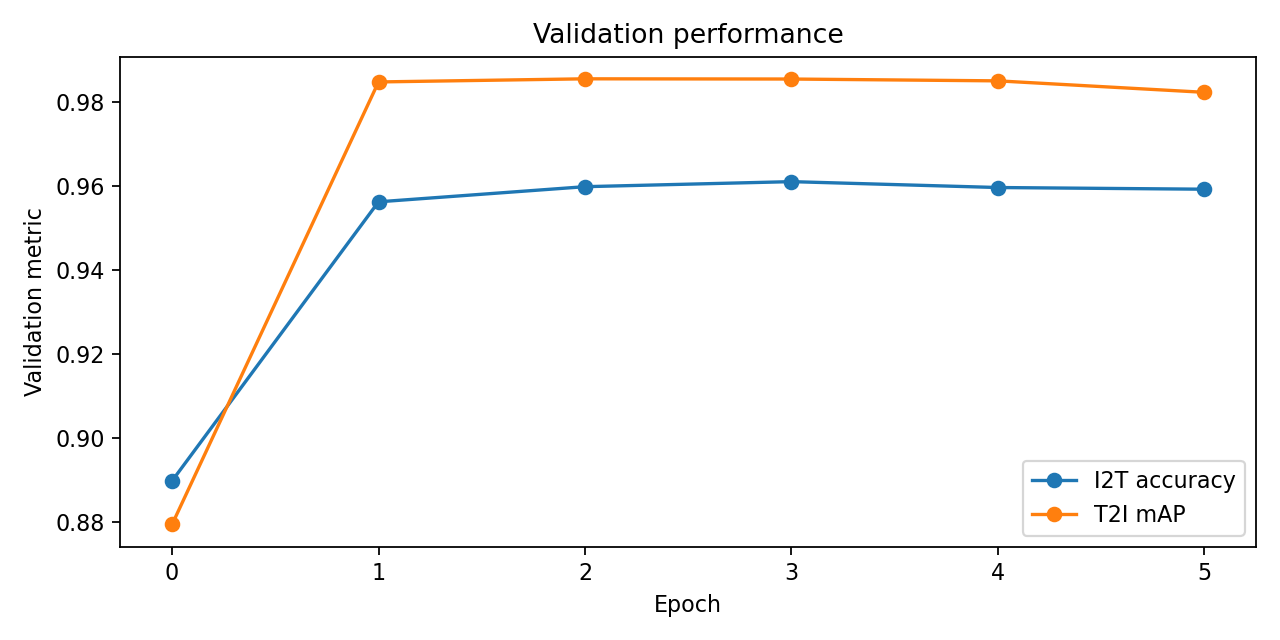 Validation performance
Validation metric
0.98
0.96
0.94
0.92
0.90
0.88
I2T accuracy
T2I mAP
0 1 2 3 4 5
Epoch